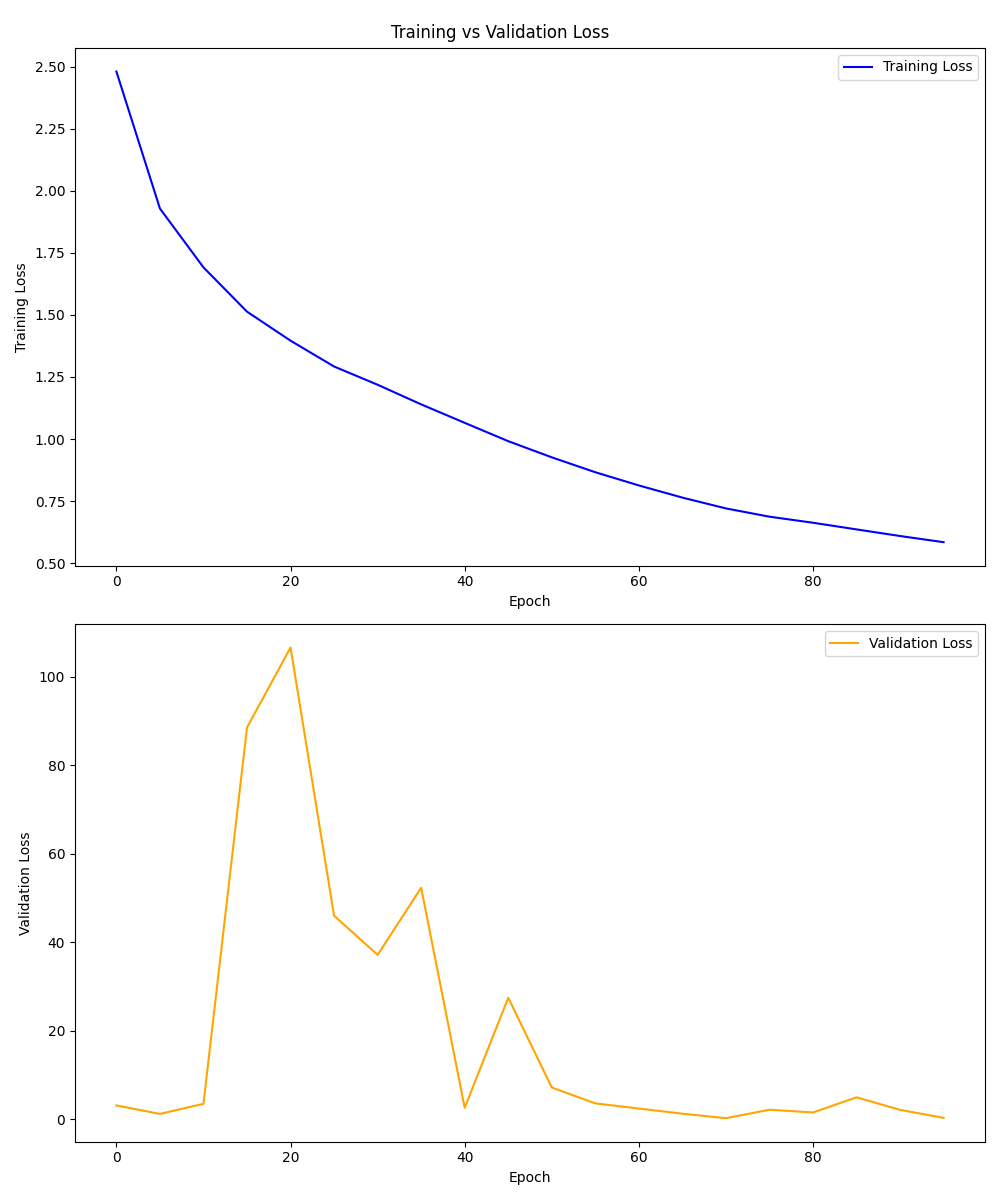 Training vs Validation Loss
Training Loss
2.50
2.25
2.00
1.75
1.50
1.25
1.00
0.75
0.50
Training Loss
0 20 40 60 80
Epoch
Validation Loss
100
80
60
40
20
0
Validation Loss
0 20 40 60 80
Epoch